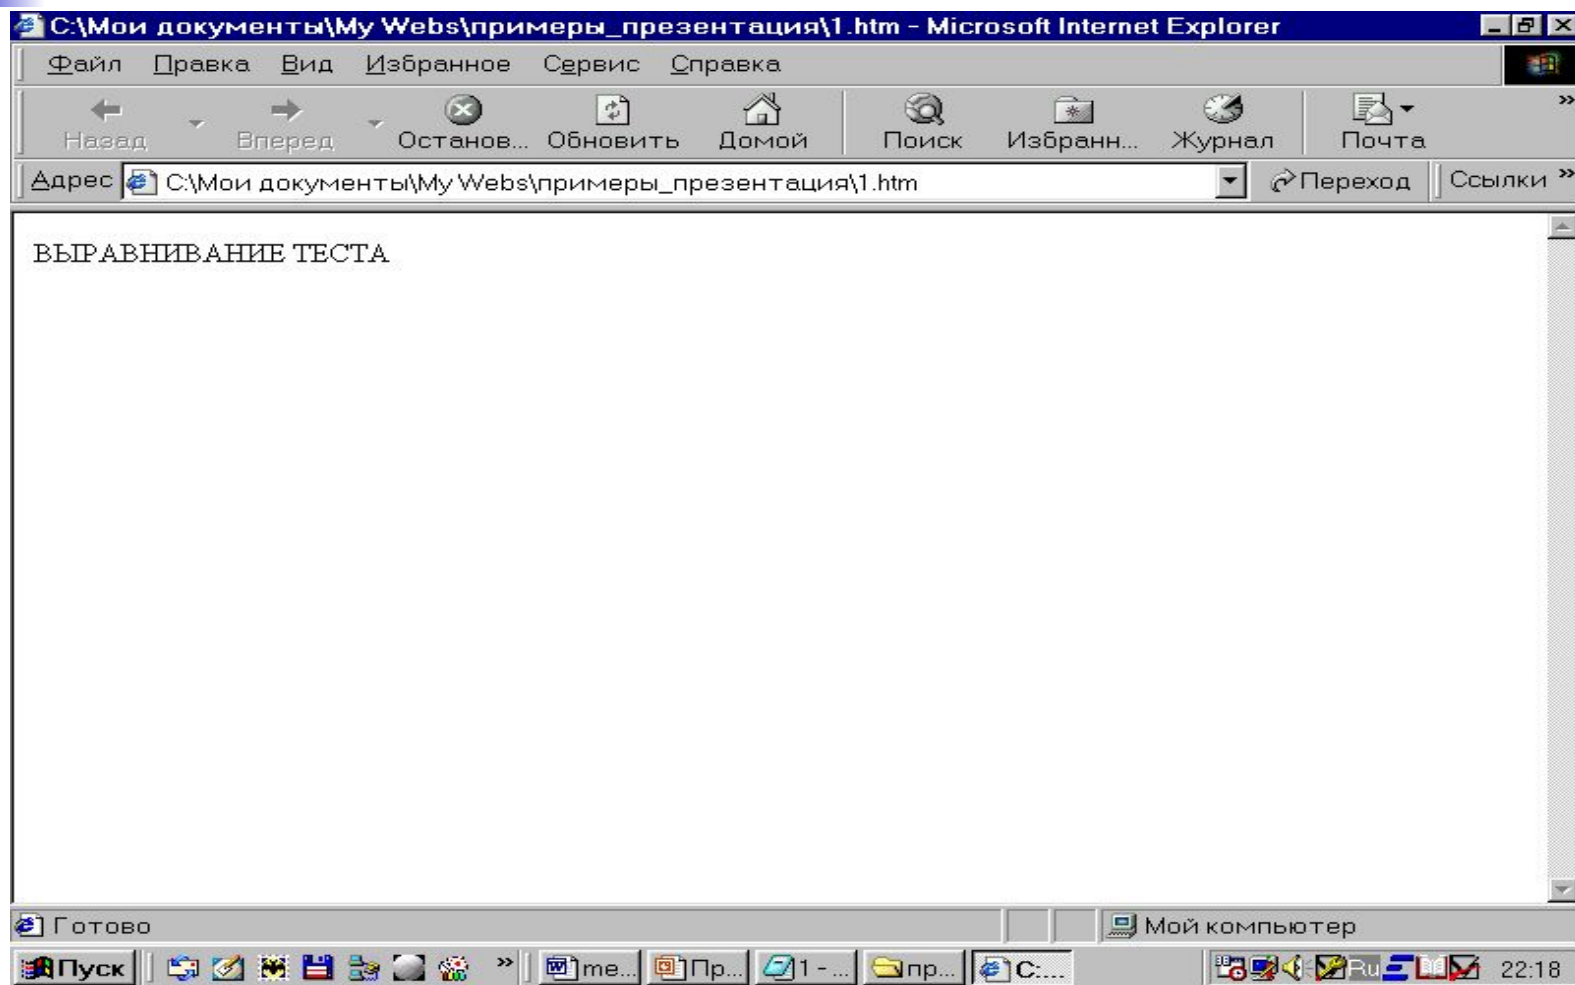 C:\Мои документы\My Webs\примеры_презентация\1.htm - Microsoft Internet Explorer
Файл Правка Вид Избранное Сервис Справка
Назад Вперед Останов... Обновить Домой Поиск Избранн... Журнал Почта »
Адрес C:\Мои документы\My Webs\примеры_презентация\1.htm Переход Ссылки »
ВЫРАВНИВАНИЕ ТЕСТА
Готово Мой компьютер
Пуск » me... Пр... 1 - ... пр... C:... Ru 22:18